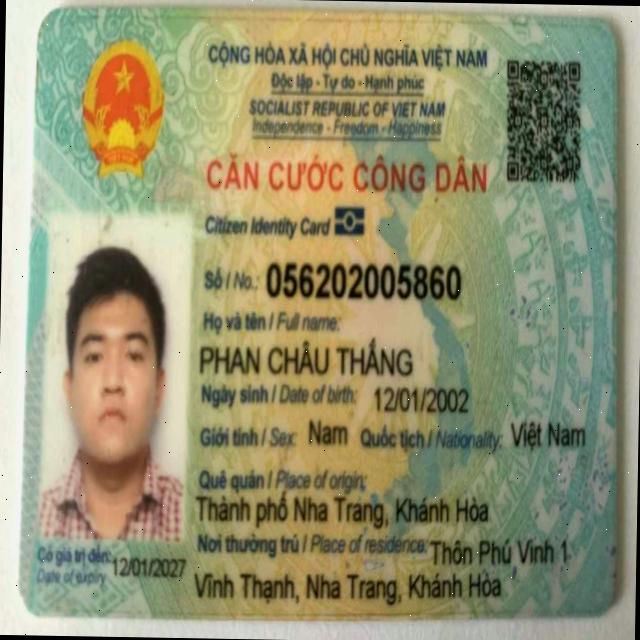 CỘNG HÒA XÃ HỘI CHỦ NGHĨA VIỆT NAM
Độc lập - Tự do - Hạnh phúc
SOCIALIST REPUBLIC OF VIET NAM
Independence - Freedom - Happiness
CĂN CƯỚC CÔNG DÂN
Citizen Identity Card
Số / No.: 056202005860
Họ và tên / Full name:
PHAN CHÂU THẮNG
Ngày sinh / Date of birth: 12/01/2002
Giới tính / Sex: Nam Quốc tịch / Nationality: Việt Nam
Quê quán / Place of origin:
Thành phố Nha Trang, Khánh Hòa
Nơi thường trú / Place of residence: Thôn Phú Vinh 1
Vĩnh Thạnh, Nha Trang, Khánh Hòa
Có giá trị đến: 12/01/2027
Date of expiry